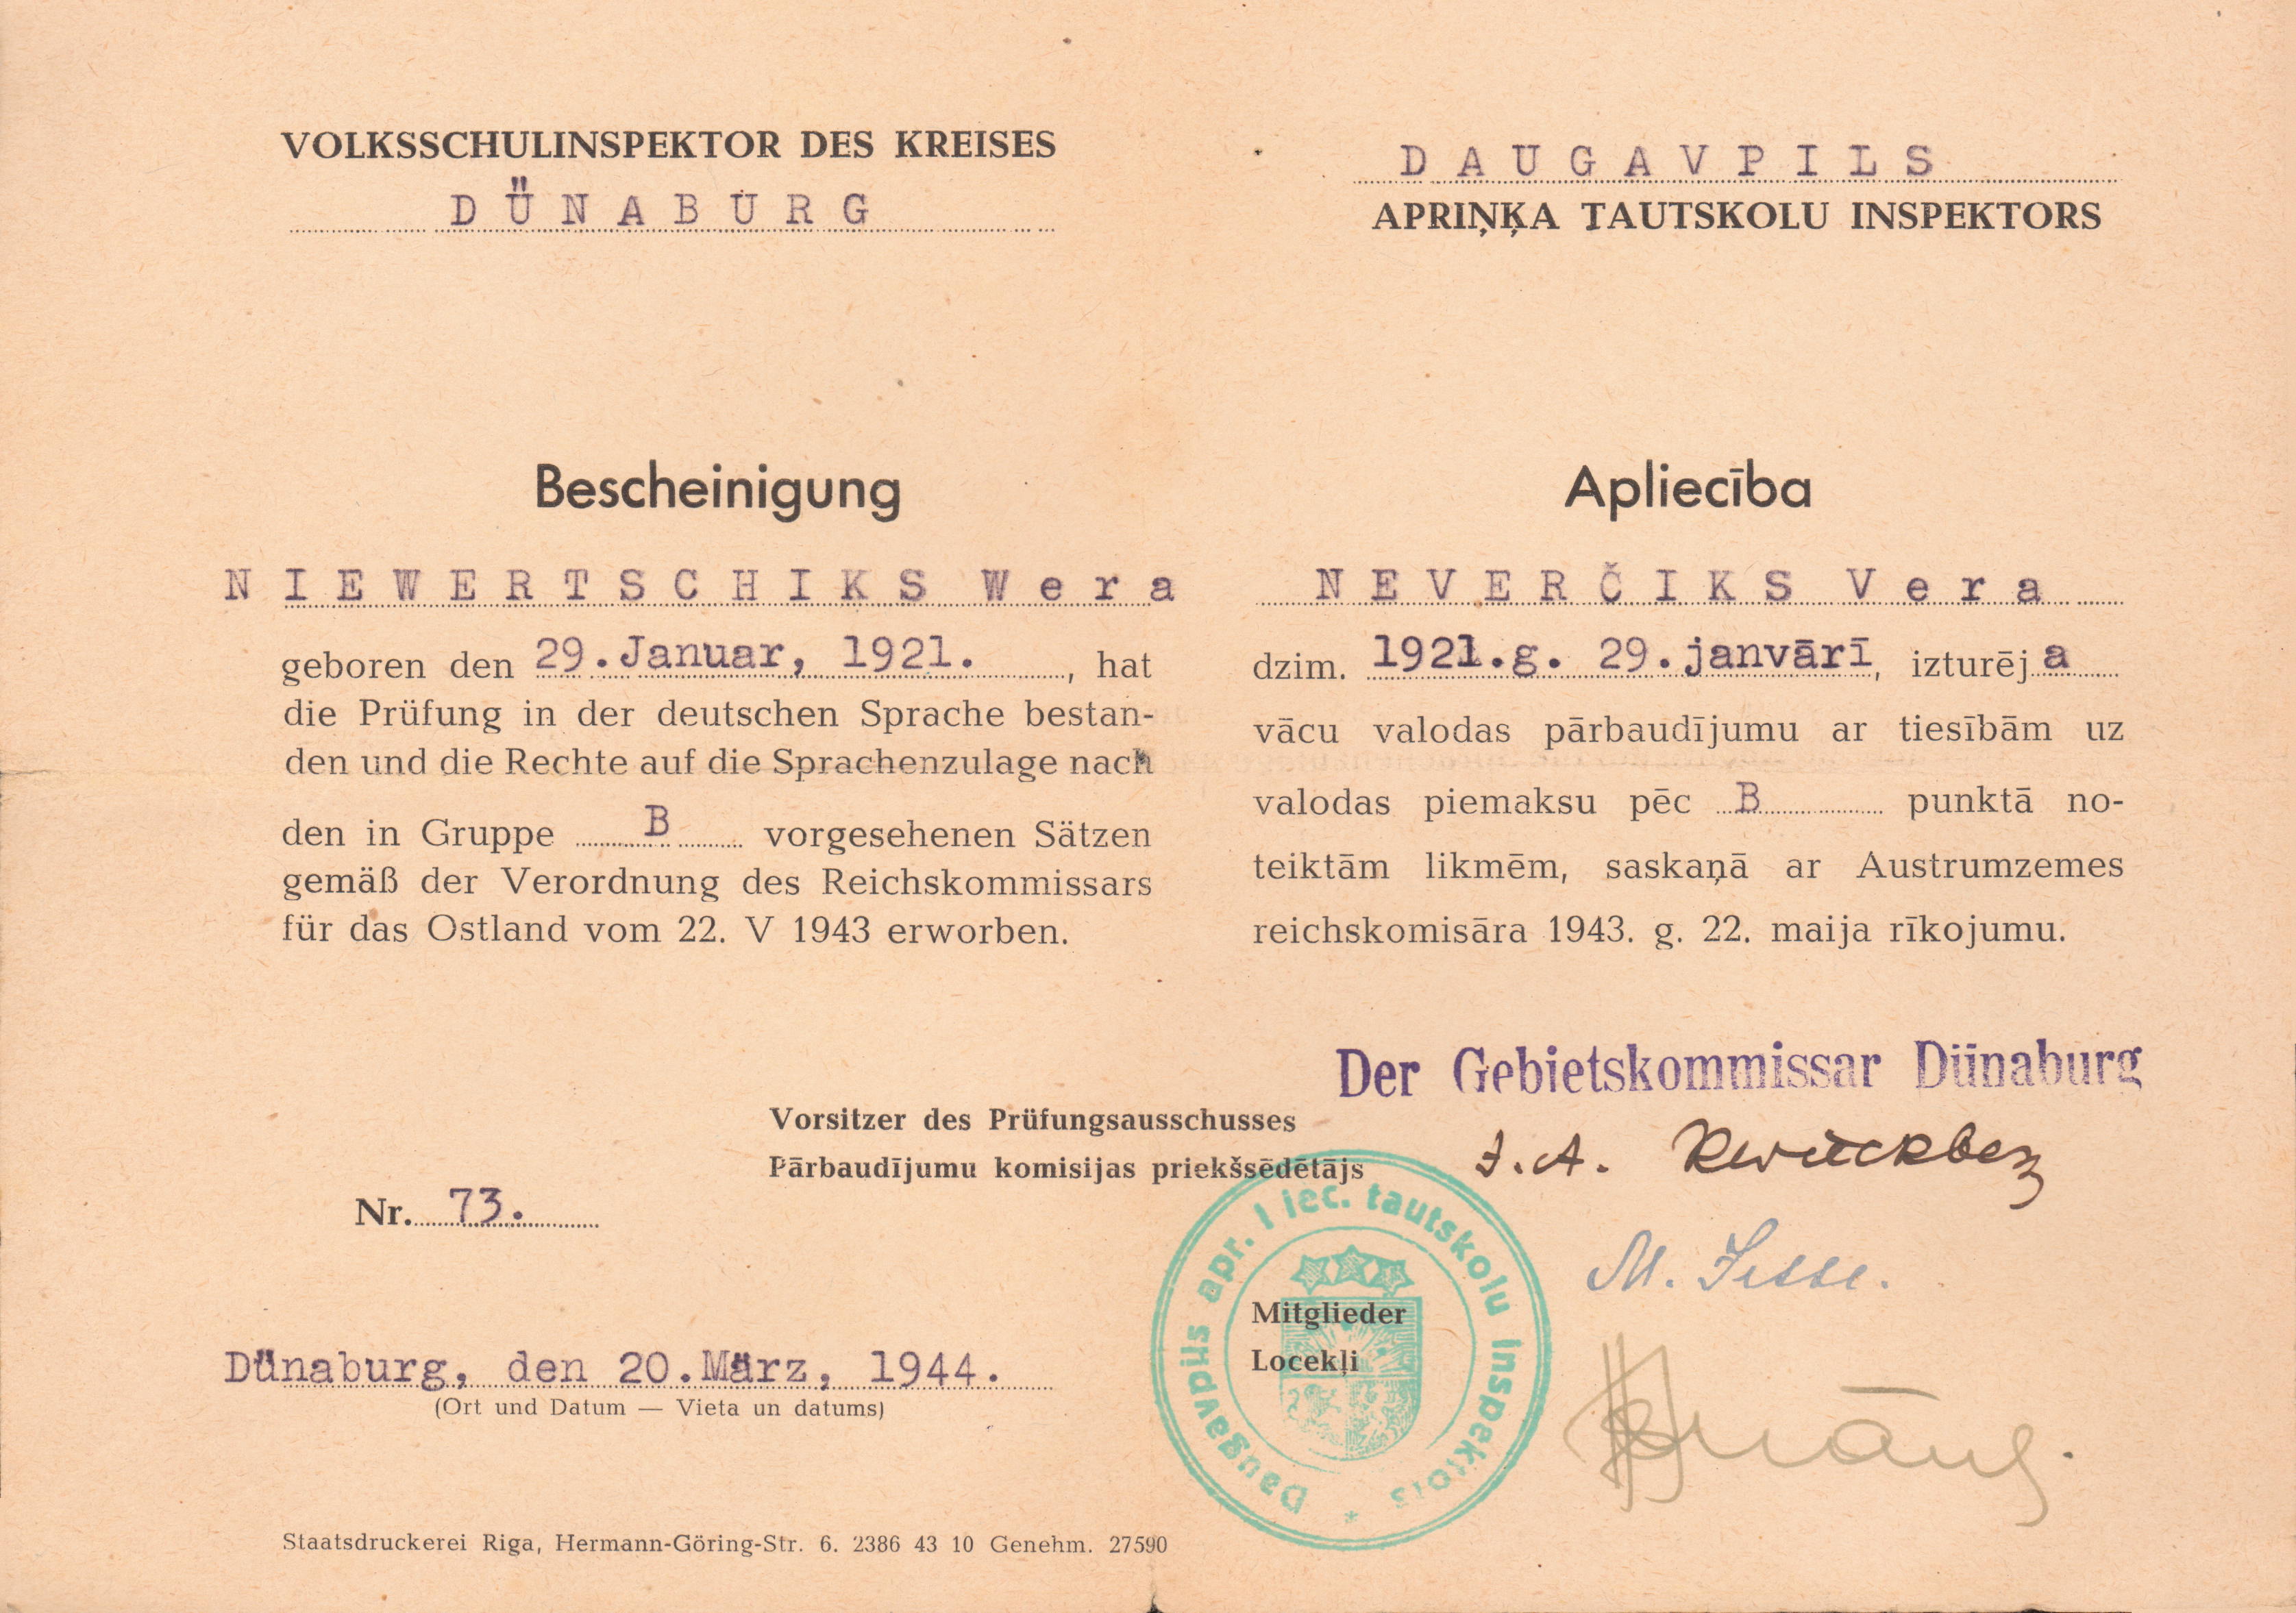 VOLKSSCHULINSPEKTOR DES KREISES
DÜNABURG
Bescheinigung
NIEWERTSCHIKS Wera
geboren den 29. Januar, 1921. , hat
die Prüfung in der deutschen Sprache bestan-
den und die Rechte auf die Sprachenzulage nach
den in Gruppe B vorgesehenen Sätzen
gemäß der Verordnung des Reichskommissars
für das Ostland vom 22. V 1943 erworben.
DAUGAVPILS
APRIŅĶA TAUTSKOLU INSPEKTORS
Apliecība
NEVERČIKS Vera
dzim. 1921.g. 29.janvārī, izturēja
vācu valodas pārbaudījumu ar tiesībām uz
valodas piemaksu pēc B punktā no-
teiktām likmēm, saskaņā ar Austrumzemes
reichskomisāra 1943. g. 22. maija rīkojumu.
Der Gebietskommissar Dünaburg
Vorsitzer des Prüfungsausschusses
Pārbaudījumu komisijas priekšsēdētājs
J.A.
Nr. 73.
M.
Mitglieder
Locekļi
Daugavpils apr. I iec. tautskolu inspektors *
Dünaburg, den 20. März, 1944.
(Ort und Datum — Vieta un datums)
Staatsdruckerei Riga, Hermann-Göring-Str. 6. 2386 43 10 Genehm. 27590